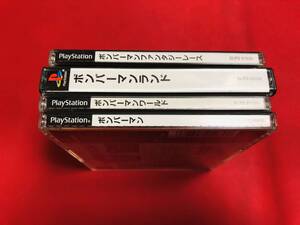 PlayStation ボンバーマンファンタジーレース
ボンバーマンランド
PlayStation ボンバーマンワールド
PlayStation ボンバーマン